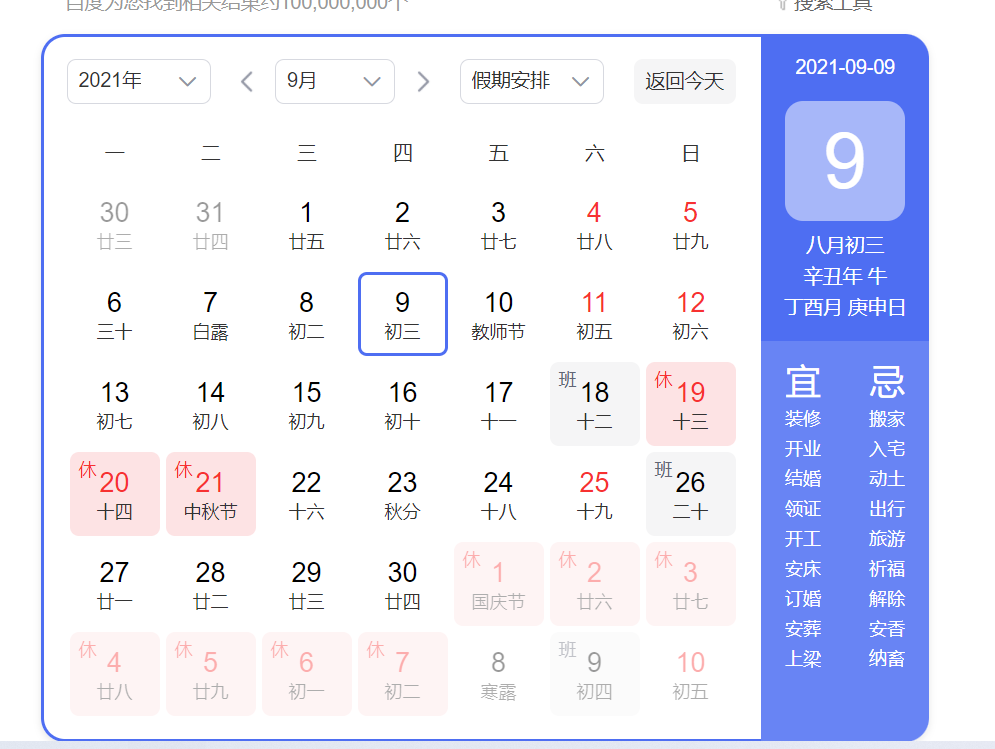 百度为您找到相关结果约100,000,000个
搜索工具
2021年 9月 假期安排 返回今天
一 二 三 四 五 六 日
30 31 1 2 3 4 5
廿三 廿四 廿五 廿六 廿七 廿八 廿九
6 7 8 9 10 11 12
三十 白露 初二 初三 教师节 初五 初六
13 14 15 16 17 班 18 休 19
初七 初八 初九 初十 十一 十二 十三
休 20 休 21 22 23 24 25 班 26
十四 中秋节 十六 秋分 十八 十九 二十
27 28 29 30 休 1 休 2 休 3
廿一 廿二 廿三 廿四 国庆节 廿六 廿七
休 4 休 5 休 6 休 7 8 班 9 10
廿八 廿九 初一 初二 寒露 初四 初五
2021-09-09
9
八月初三
辛丑年 牛
丁酉月 庚申日
宜 忌
装修 搬家
开业 入宅
结婚 动土
领证 出行
开工 旅游
安床 祈福
订婚 解除
安葬 安香
上梁 纳畜